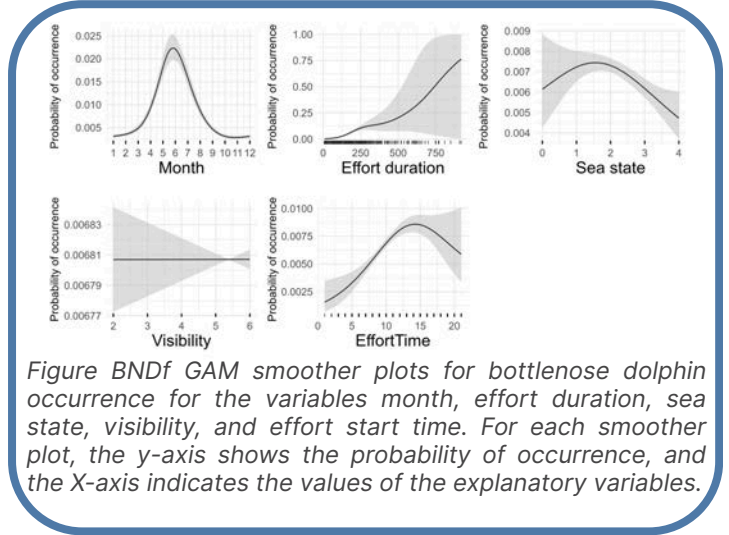 Probability of occurrence
0.025
0.020
0.015
0.010
0.005
1 2 3 4 5 6 7 8 9 10 11 12
Month
Probability of occurrence
1.00
0.75
0.50
0.25
0.00
0 250 500 750
Effort duration
Probability of occurrence
0.009
0.008
0.007
0.006
0.005
0.004
0 1 2 3 4
Sea state
Probability of occurrence
0.00683
0.00681
0.00679
0.00677
2 3 4 5 6
Visibility
Probability of occurrence
0.0100
0.0075
0.0050
0.0025
0 5 10 15 20
EffortTime
Figure BNDf GAM smoother plots for bottlenose dolphin
occurrence for the variables month, effort duration, sea
state, visibility, and effort start time. For each smoother
plot, the y-axis shows the probability of occurrence, and
the X-axis indicates the values of the explanatory variables.